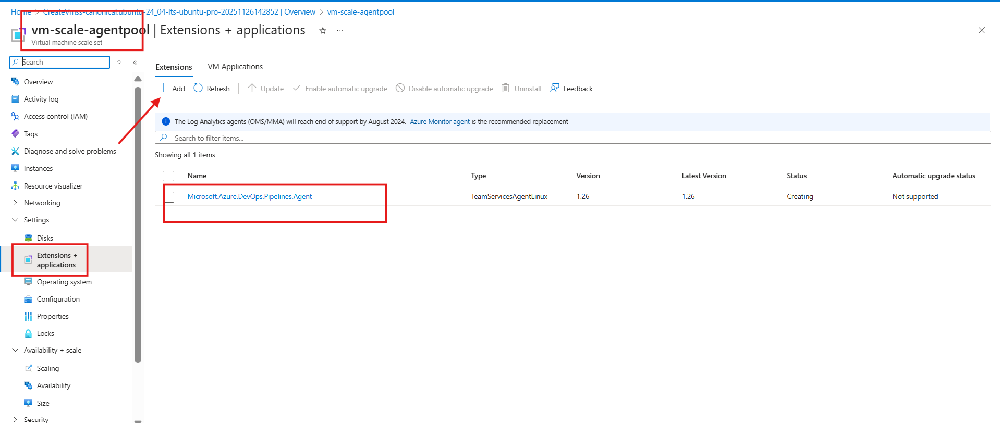 Home > CreateVmss-canonical.ubuntu-24_04-lts-ubuntu-pro-20251126142852 | Overview > vm-scale-agentpool
vm-scale-agentpool | Extensions + applications
Virtual machine scale set
Search
Overview
Activity log
Access control (IAM)
Tags
Diagnose and solve problems
Instances
Resource visualizer
Networking
Settings
Disks
Extensions +
applications
Operating system
Configuration
Properties
Locks
Availability + scale
Scaling
Availability
Size
Security
Extensions VM Applications
Add Refresh Update Enable automatic upgrade Disable automatic upgrade Uninstall Feedback
The Log Analytics agents (OMS/MMA) will reach end of support by August 2024. Azure Monitor agent is the recommended replacement
Search to filter items...
Showing all 1 items
Name Type Version Latest Version Status Automatic upgrade status
Microsoft.Azure.DevOps.Pipelines.Agent TeamServicesAgentLinux 1.26 1.26 Creating Not supported